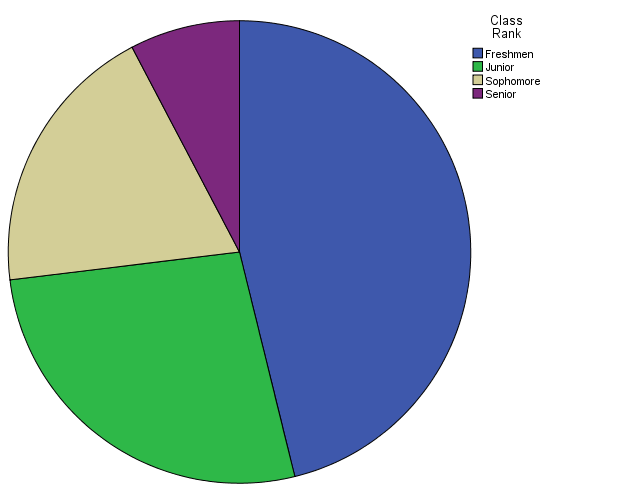 Class
Rank
Freshmen
Junior
Sophomore
Senior